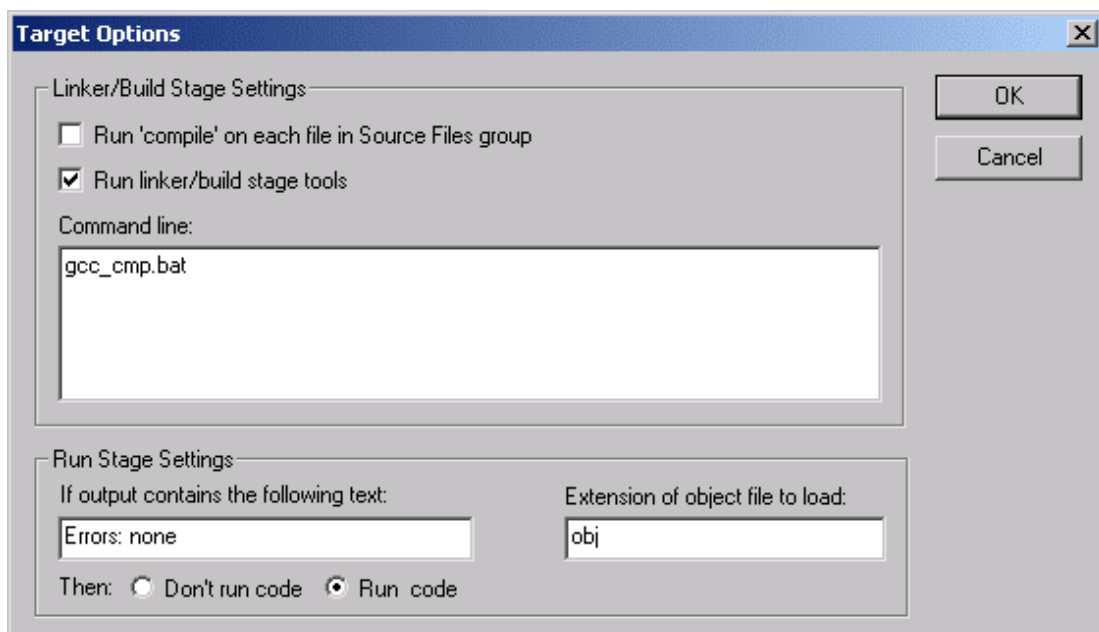 Target Options
Linker/Build Stage Settings
OK
Run 'compile' on each file in Source Files group
Cancel
Run linker/build stage tools
Command line:
gcc_cmp.bat
Run Stage Settings
If output contains the following text:
Extension of object file to load:
Errors: none
obj
Then: Don't run code Run code